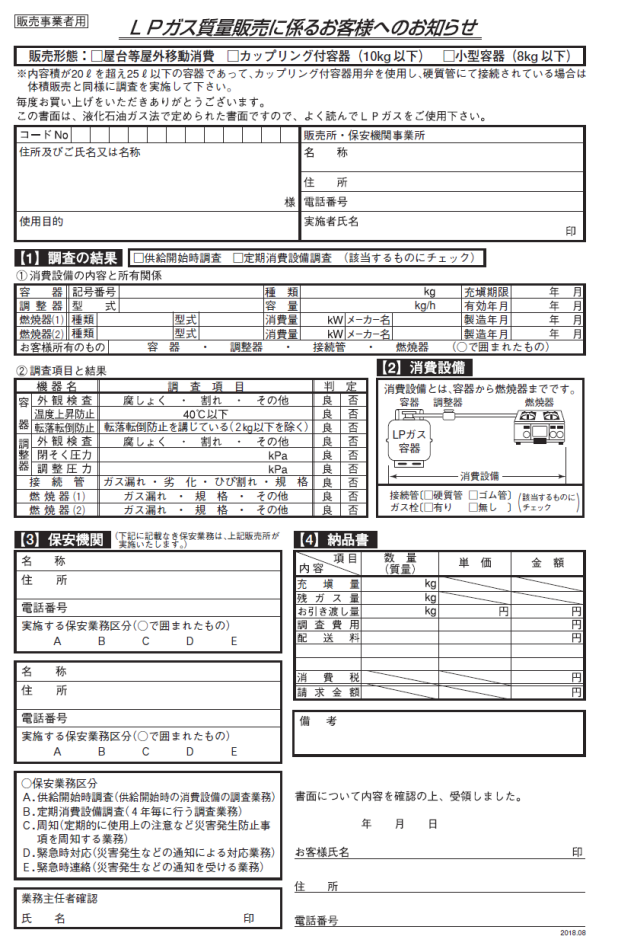 販売事業者用
LPガス質量販売に係るお客様へのお知らせ
販売形態：□屋台等屋外移動消費　□カップリング付容器（10kg以下）　□小型容器（8kg以下）
※内容積が20ℓを超え25ℓ以下の容器であって、カップリング付容器用弁を使用し、硬質管にて接続されている場合は
体積販売と同様に調査を実施して下さい。
毎度お買い上げをいただきありがとうございます。
この書面は、液化石油ガス法で定められた書面ですので、よく読んでLPガスをご使用下さい。
コードNo
住所及びご氏名又は名称
様
使用目的
販売所・保安機関事業所
名　称
住　所
電話番号
実施者氏名
印
【1】調査の結果　□供給開始時調査　□定期消費設備調査　（該当するものにチェック）
①消費設備の内容と所有関係
容　器　記号番号　種　類　kg　充塡期限　年　月
調整器　型　式　容　量　kg/h　有効年月　年　月
燃焼器(1)　種類　型式　消費量　kW　メーカー名　製造年月　年　月
燃焼器(2)　種類　型式　消費量　kW　メーカー名　製造年月　年　月
お客様所有のもの　容　器　・　調整器　・　接続管　・　燃焼器　（○で囲まれたもの）
②調査項目と結果
機器名　調　査　項　目　判　定
容器　外観検査　腐しょく　・　割れ　・　その他　良　否
温度上昇防止　40℃以下　良　否
転落転倒防止　転落転倒防止を講じている（2kg以下を除く）　良　否
調整器　外観検査　腐しょく　・　割れ　・　その他　良　否
閉そく圧力　kPa　良　否
調整圧力　kPa　良　否
接　続　管　ガス漏れ・劣　化・ひび割れ・規　格　良　否
燃焼器(1)　ガス漏れ　・　規　格　・　その他　良　否
燃焼器(2)　ガス漏れ　・　規　格　・　その他　良　否
【2】消費設備
消費設備とは、容器から燃焼器までです。
容器　調整器　燃焼器
LPガス
容器
消費設備
接続管〔□硬質管　□ゴム管〕
ガス栓〔□有り　□無し　〕
（該当するものに
チェック）
【3】保安機関　（下記に記載なき保安業務は、上記販売所が
実施いたします。）
名　称
住　所
電話番号
実施する保安業務区分（○で囲まれたもの）
A　B　C　D　E
名　称
住　所
電話番号
実施する保安業務区分（○で囲まれたもの）
A　B　C　D　E
○保安業務区分
A．供給開始時調査（供給開始時の消費設備の調査業務）
B．定期消費設備調査（4年毎に行う調査業務）
C．周知（定期的に使用上の注意など災害発生防止事
項を周知する業務）
D．緊急時対応（災害発生などの通知による対応業務）
E．緊急時連絡（災害発生などの通知を受ける業務）
業務主任者確認
氏　名　印
【4】納品書
項目
内容
数　量
（質量）
単　価　金　額
充　塡　量　kg
残ガス量　kg
お引き渡し量　kg　円　円
調査費用　円
配　送　料　円
消　費　税　円
請求金額　円
備　考
書面について内容を確認の上、受領しました。
年　月　日
お客様氏名　印
住　所
電話番号
2018.08